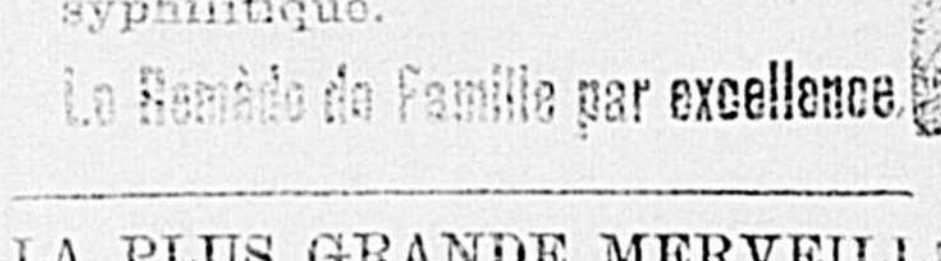 syphilitique.
Le Remède de Famille par excellence.
LA PLUS GRANDE MERVEILL